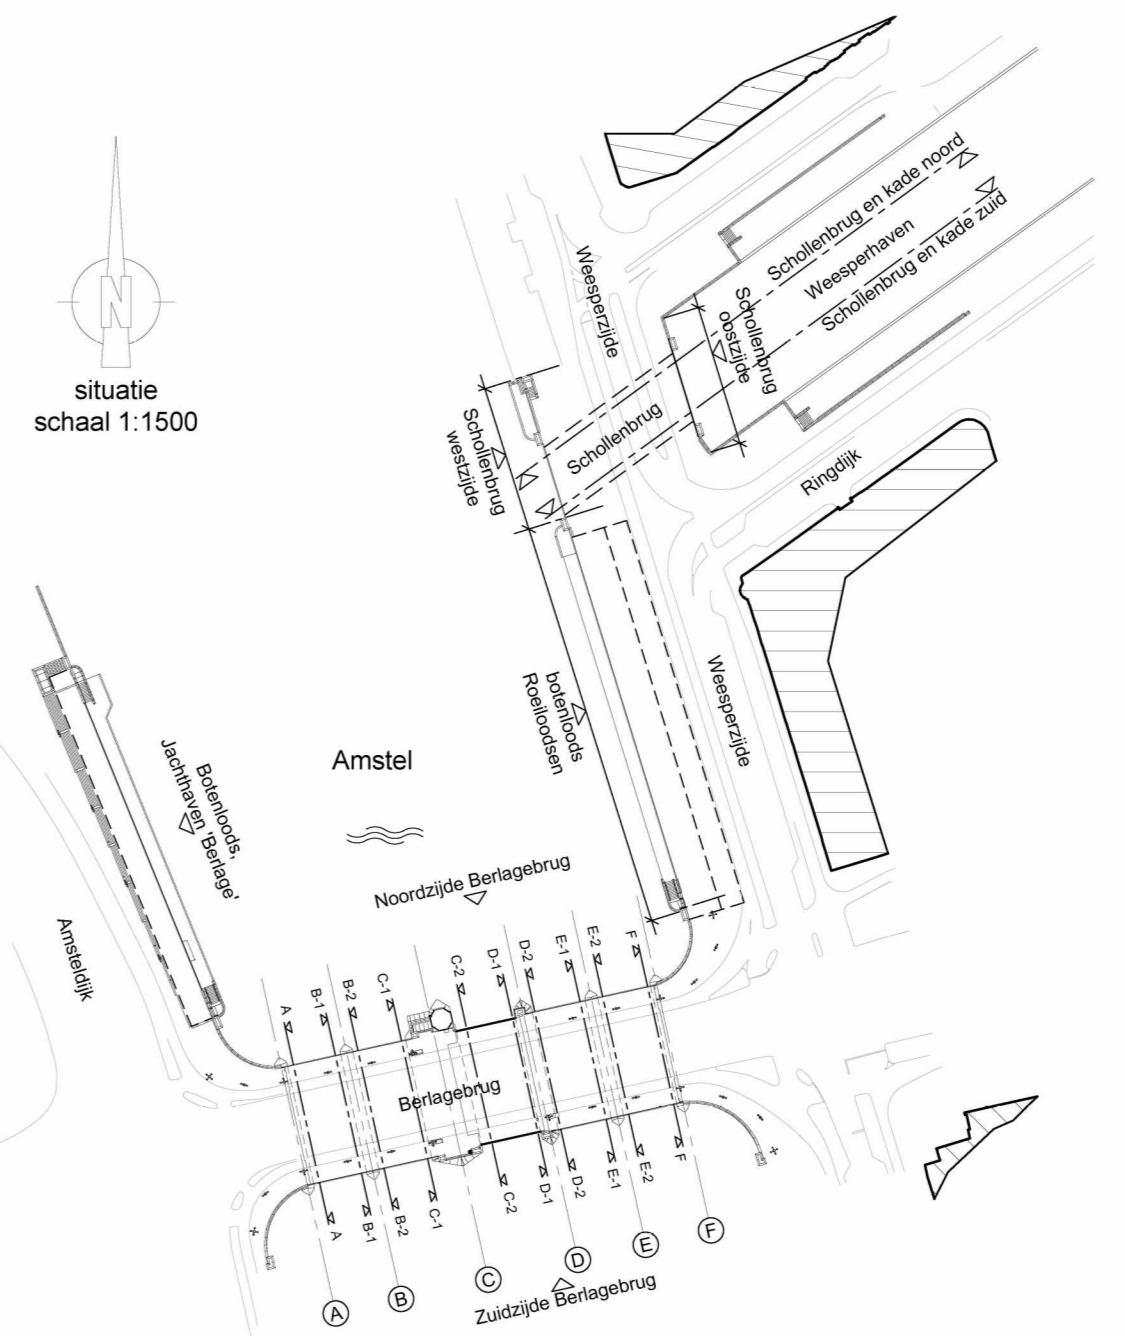 N
situatie
schaal 1:1500
Schollenbrug en kade noord
Weesperhaven
Schollenbrug en kade zuid
Weesperzijde
Schollenbrug
oostzijde
Schollenbrug
Schollenbrug
westzijde
Ringdijk
Weesperzijde
botenloods
Roeiloodsen
Amstel
Botenloods,
Jachthaven 'Berlage'
Amsteldijk
Noordzijde Berlagebrug
A
B-1
B-2
C-1
C-2
D-1
D-2
E-1
E-2
F
Berlagebrug
A
B-1
B-2
C-1
C-2
D-1
D-2
E-1
E-2
F
A
B
C
D
E
F
Zuidzijde Berlagebrug